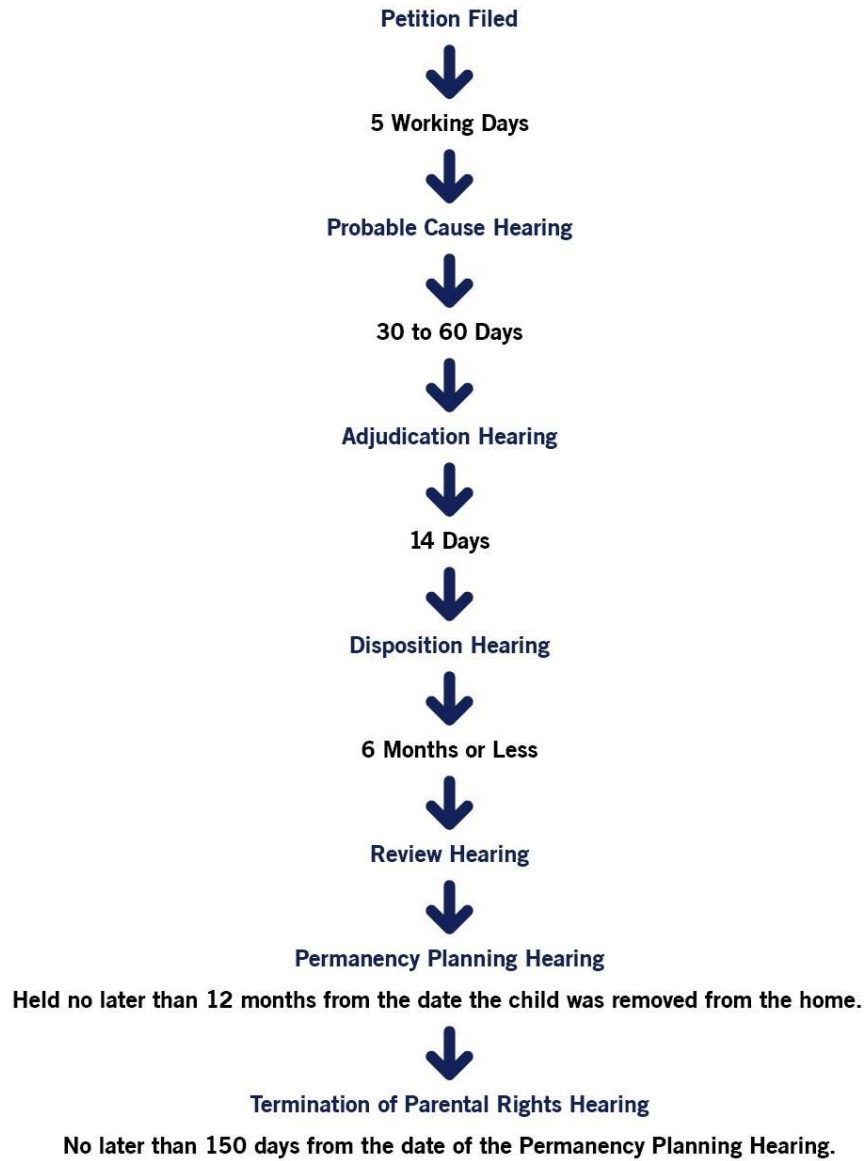 Petition Filed
5 Working Days
Probable Cause Hearing
30 to 60 Days
Adjudication Hearing
14 Days
Disposition Hearing
6 Months or Less
Review Hearing
Permanency Planning Hearing
Held no later than 12 months from the date the child was removed from the home.
Termination of Parental Rights Hearing
No later than 150 days from the date of the Permanency Planning Hearing.